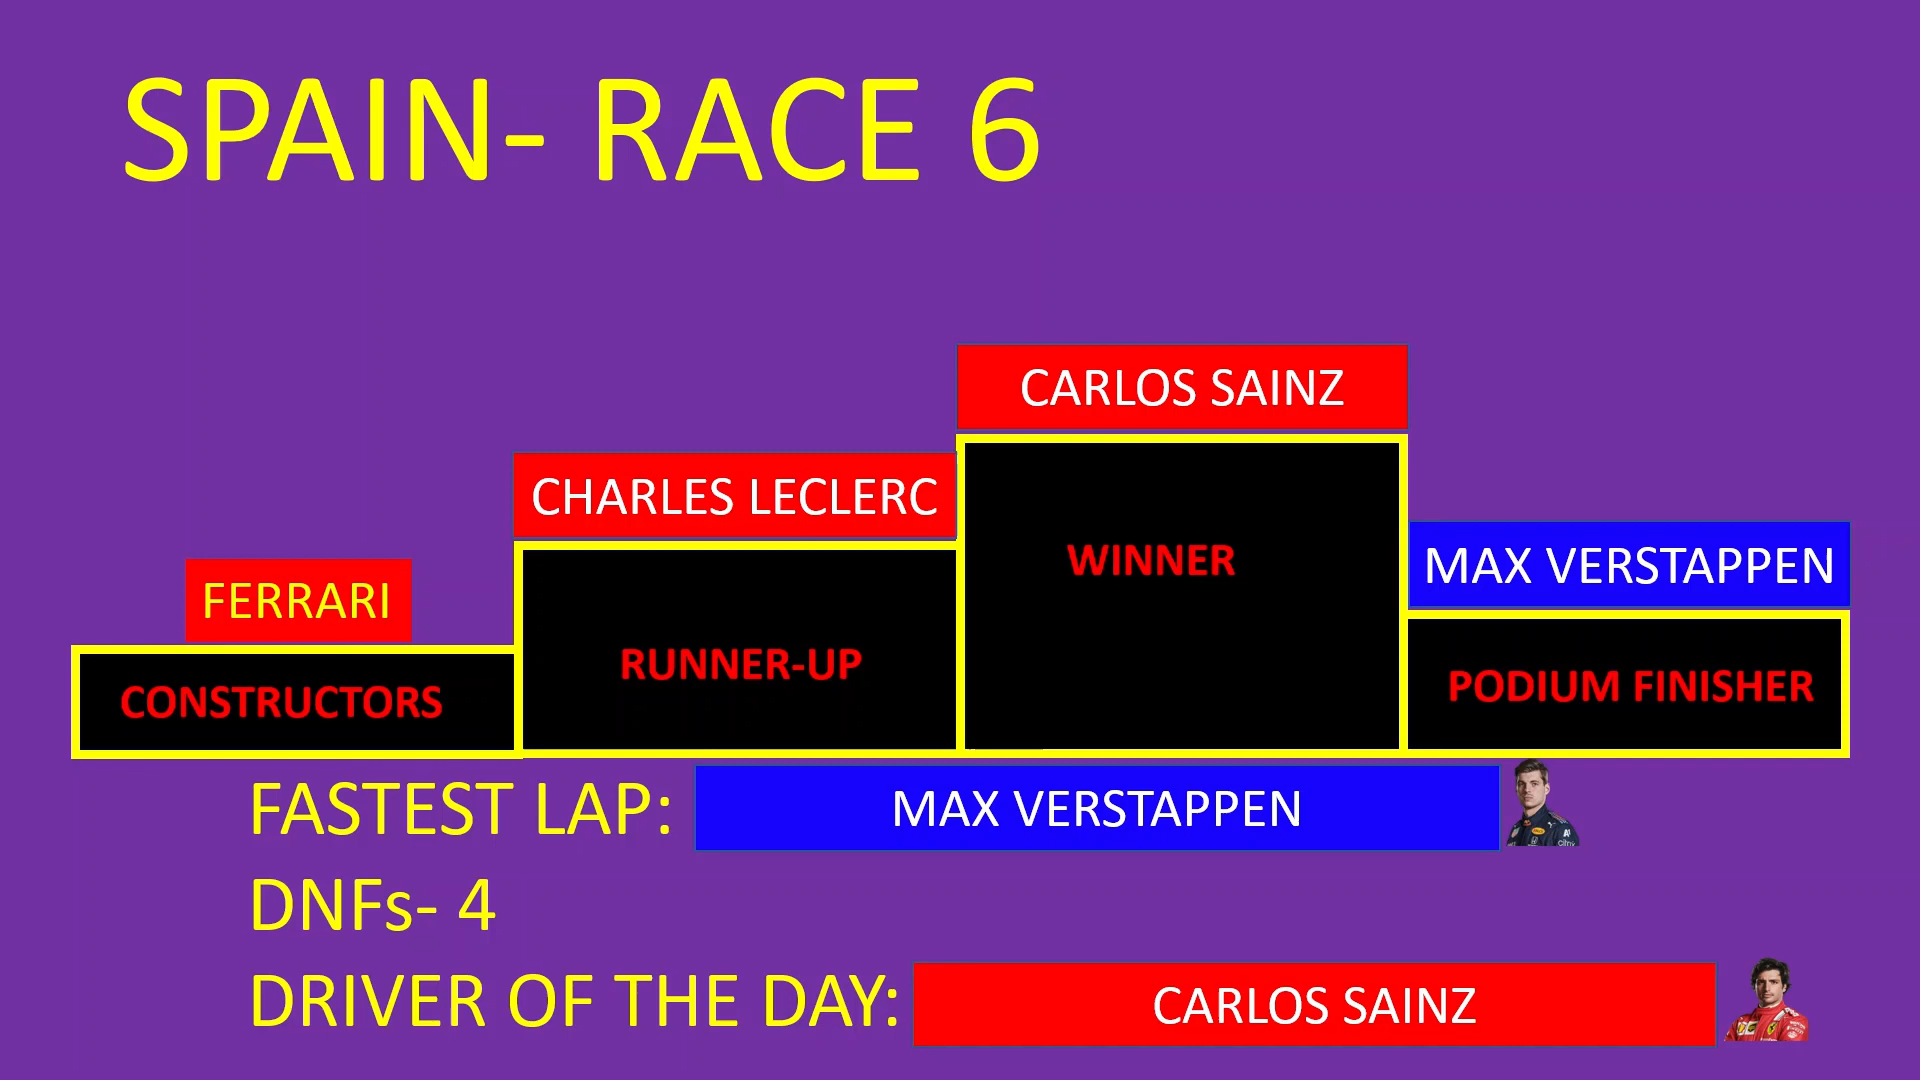 SPAIN- RACE 6
CARLOS SAINZ
CHARLES LECLERC
WINNER
MAX VERSTAPPEN
FERRARI
RUNNER-UP
PODIUM FINISHER
CONSTRUCTORS
FASTEST LAP: MAX VERSTAPPEN
DNFs- 4
DRIVER OF THE DAY: CARLOS SAINZ